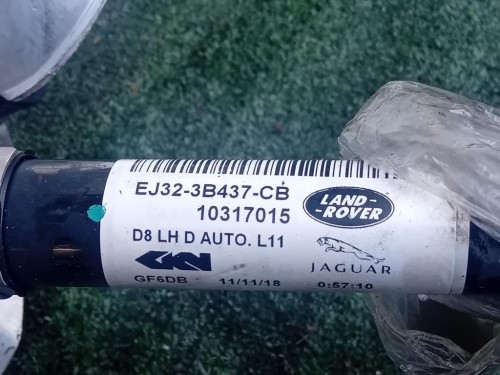 EJ32-3B437-CB
10317015
LAND-
-ROVER
D8 LH D AUTO. L11
GKN
JAGUAR
GF6DB 11/11/18 0:57:10